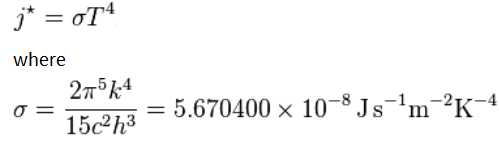 j⋆ = σT⁴
where
σ = 2π⁵k⁴ / 15c²h³ = 5.670400 × 10⁻⁸ J s⁻¹m⁻²K⁻⁴